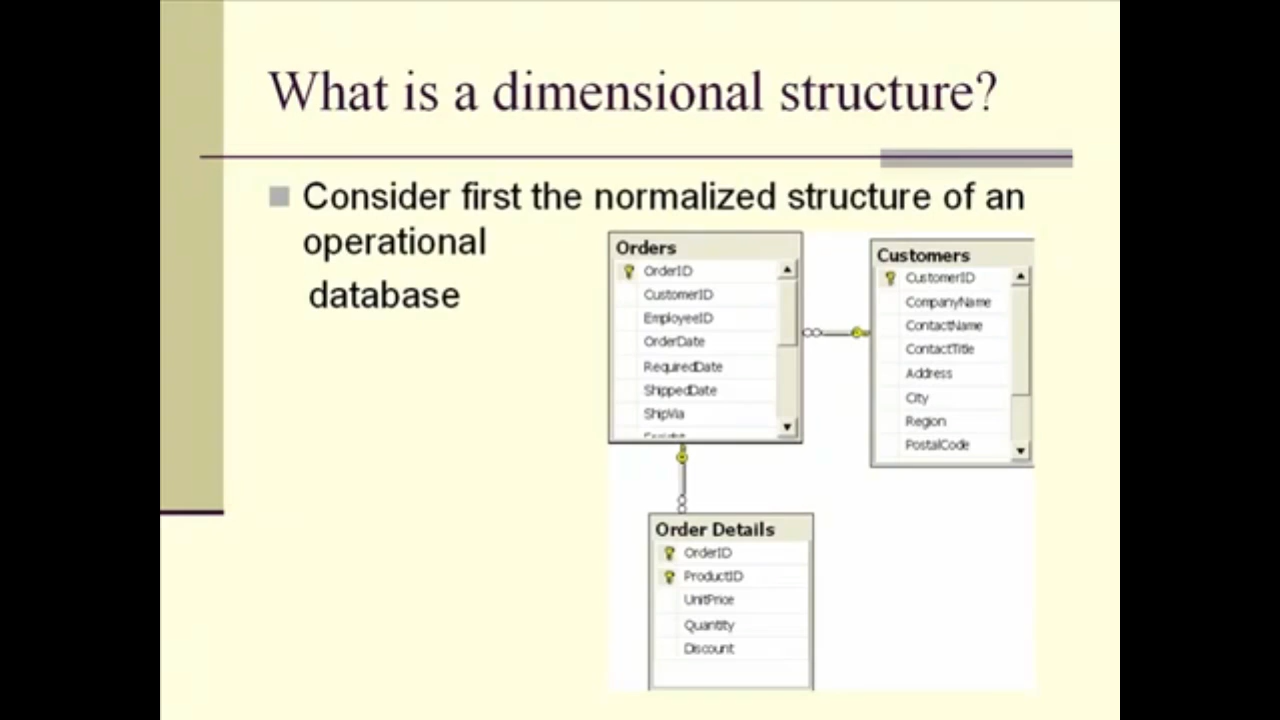 What is a dimensional structure?
Consider first the normalized structure of an
operational
database
Orders
OrderID
CustomerID
EmployeeID
OrderDate
RequiredDate
ShippedDate
ShipVia
Customers
CustomerID
CompanyName
ContactName
ContactTitle
Address
City
Region
PostalCode
Order Details
OrderID
ProductID
UnitPrice
Quantity
Discount